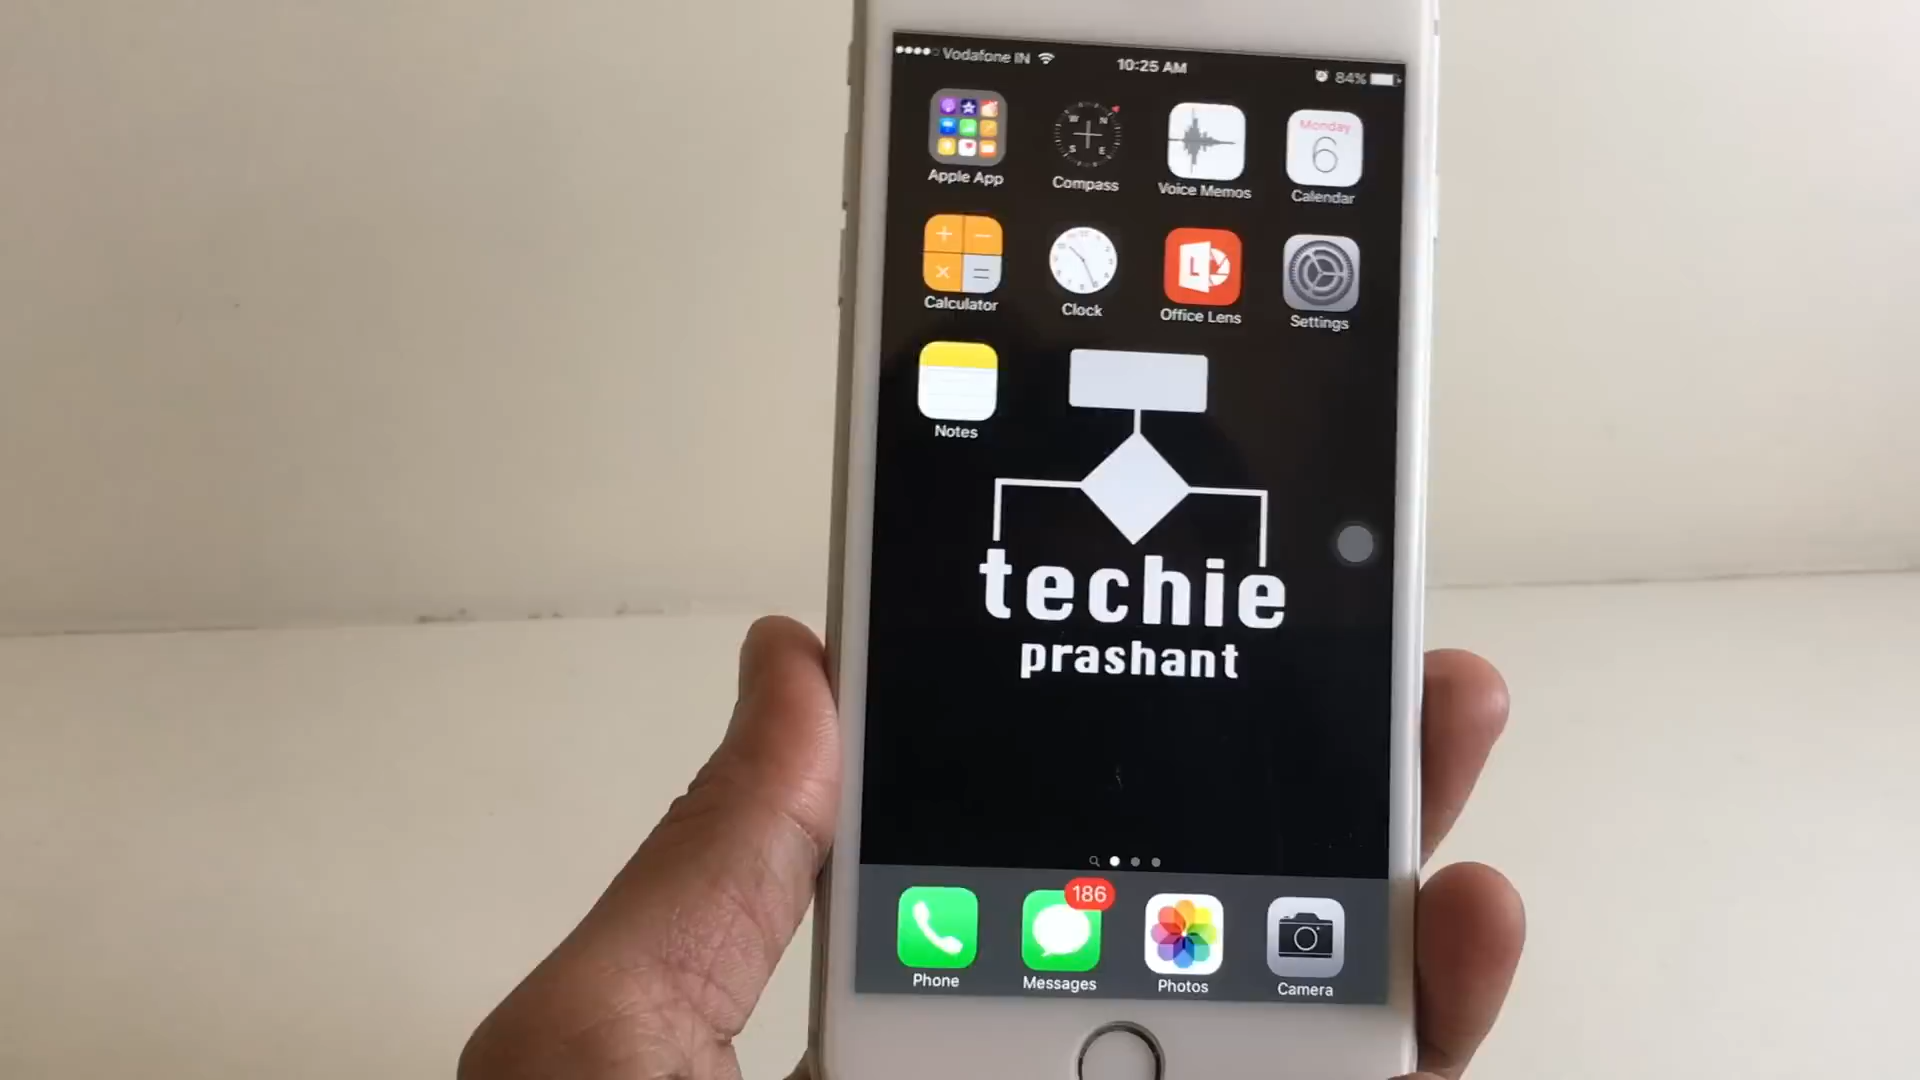 Vodafone IN 10:25 AM 84%
Apple App Compass Voice Memos Monday 6 Calendar
Calculator Clock L Office Lens Settings
Notes
techie
prashant
186
Phone Messages Photos Camera